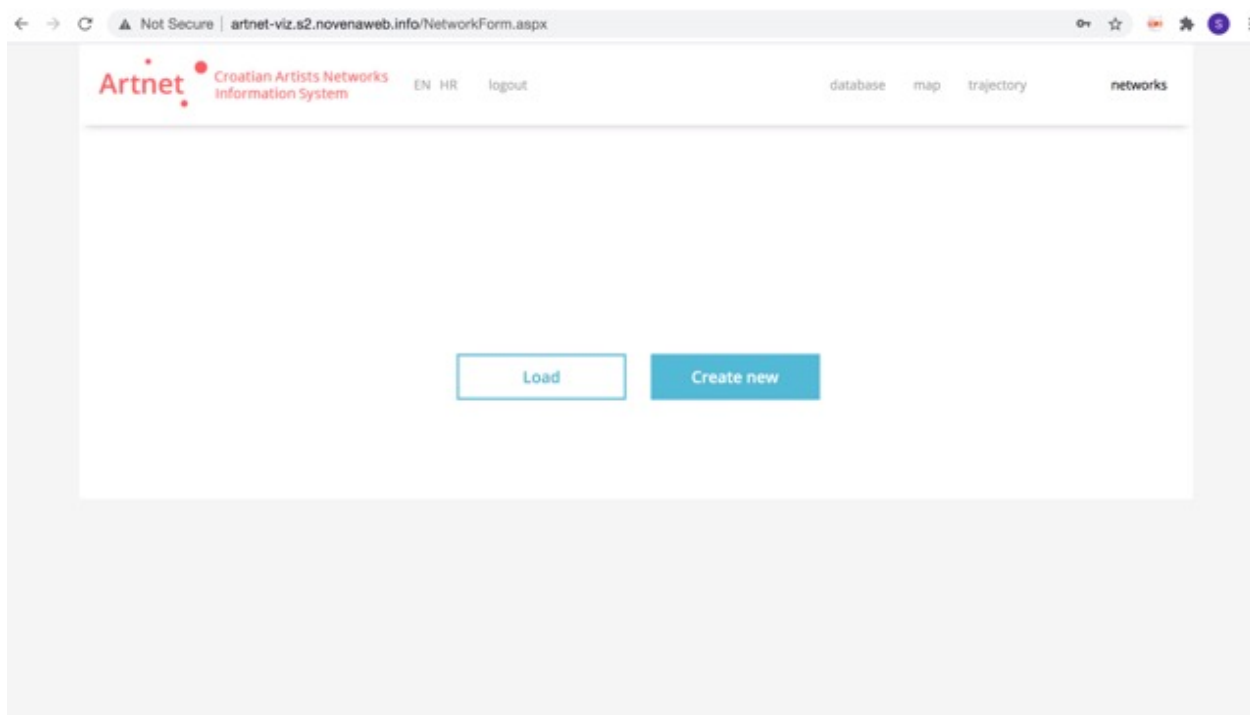 Not Secure | artnet-viz.s2.novenaweb.info/NetworkForm.aspx
S
Artnet
Croatian Artists Networks
Information System
EN HR logout database map trajectory networks
Load Create new